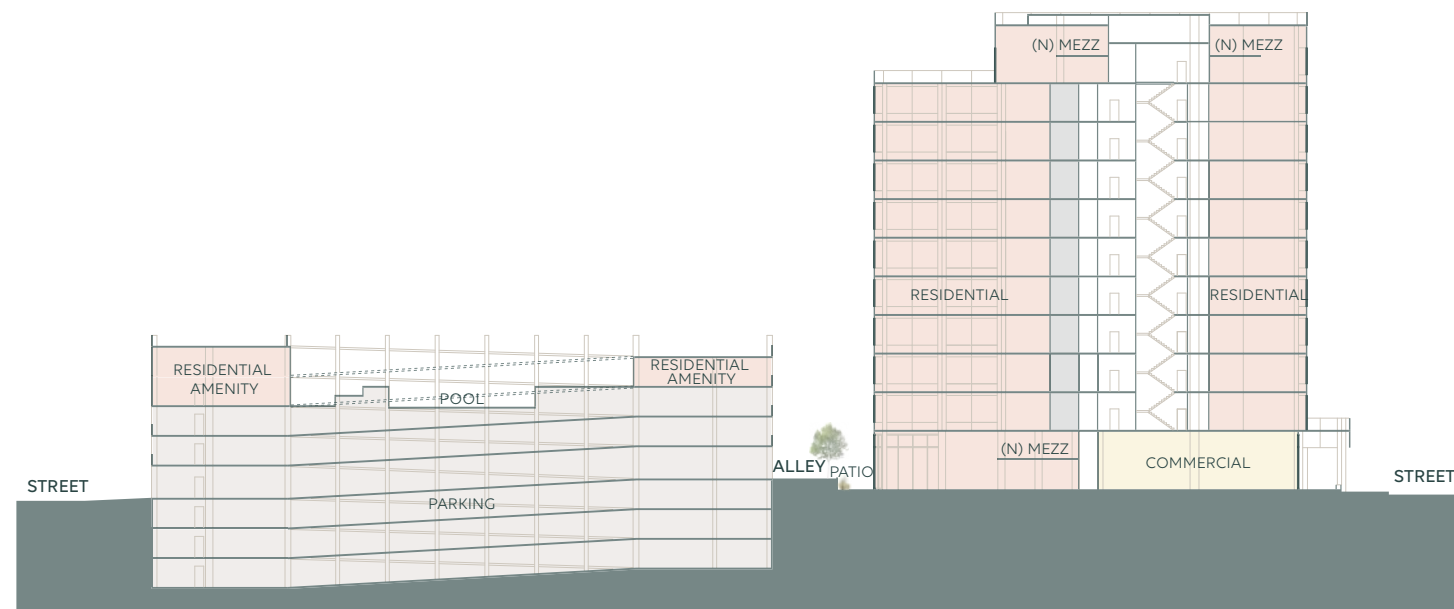 (N) MEZZ
(N) MEZZ
RESIDENTIAL
RESIDENTIAL
RESIDENTIAL
AMENITY
RESIDENTIAL
AMENITY
POOL
(N) MEZZ
COMMERCIAL
ALLEY
PATIO
STREET
STREET
PARKING